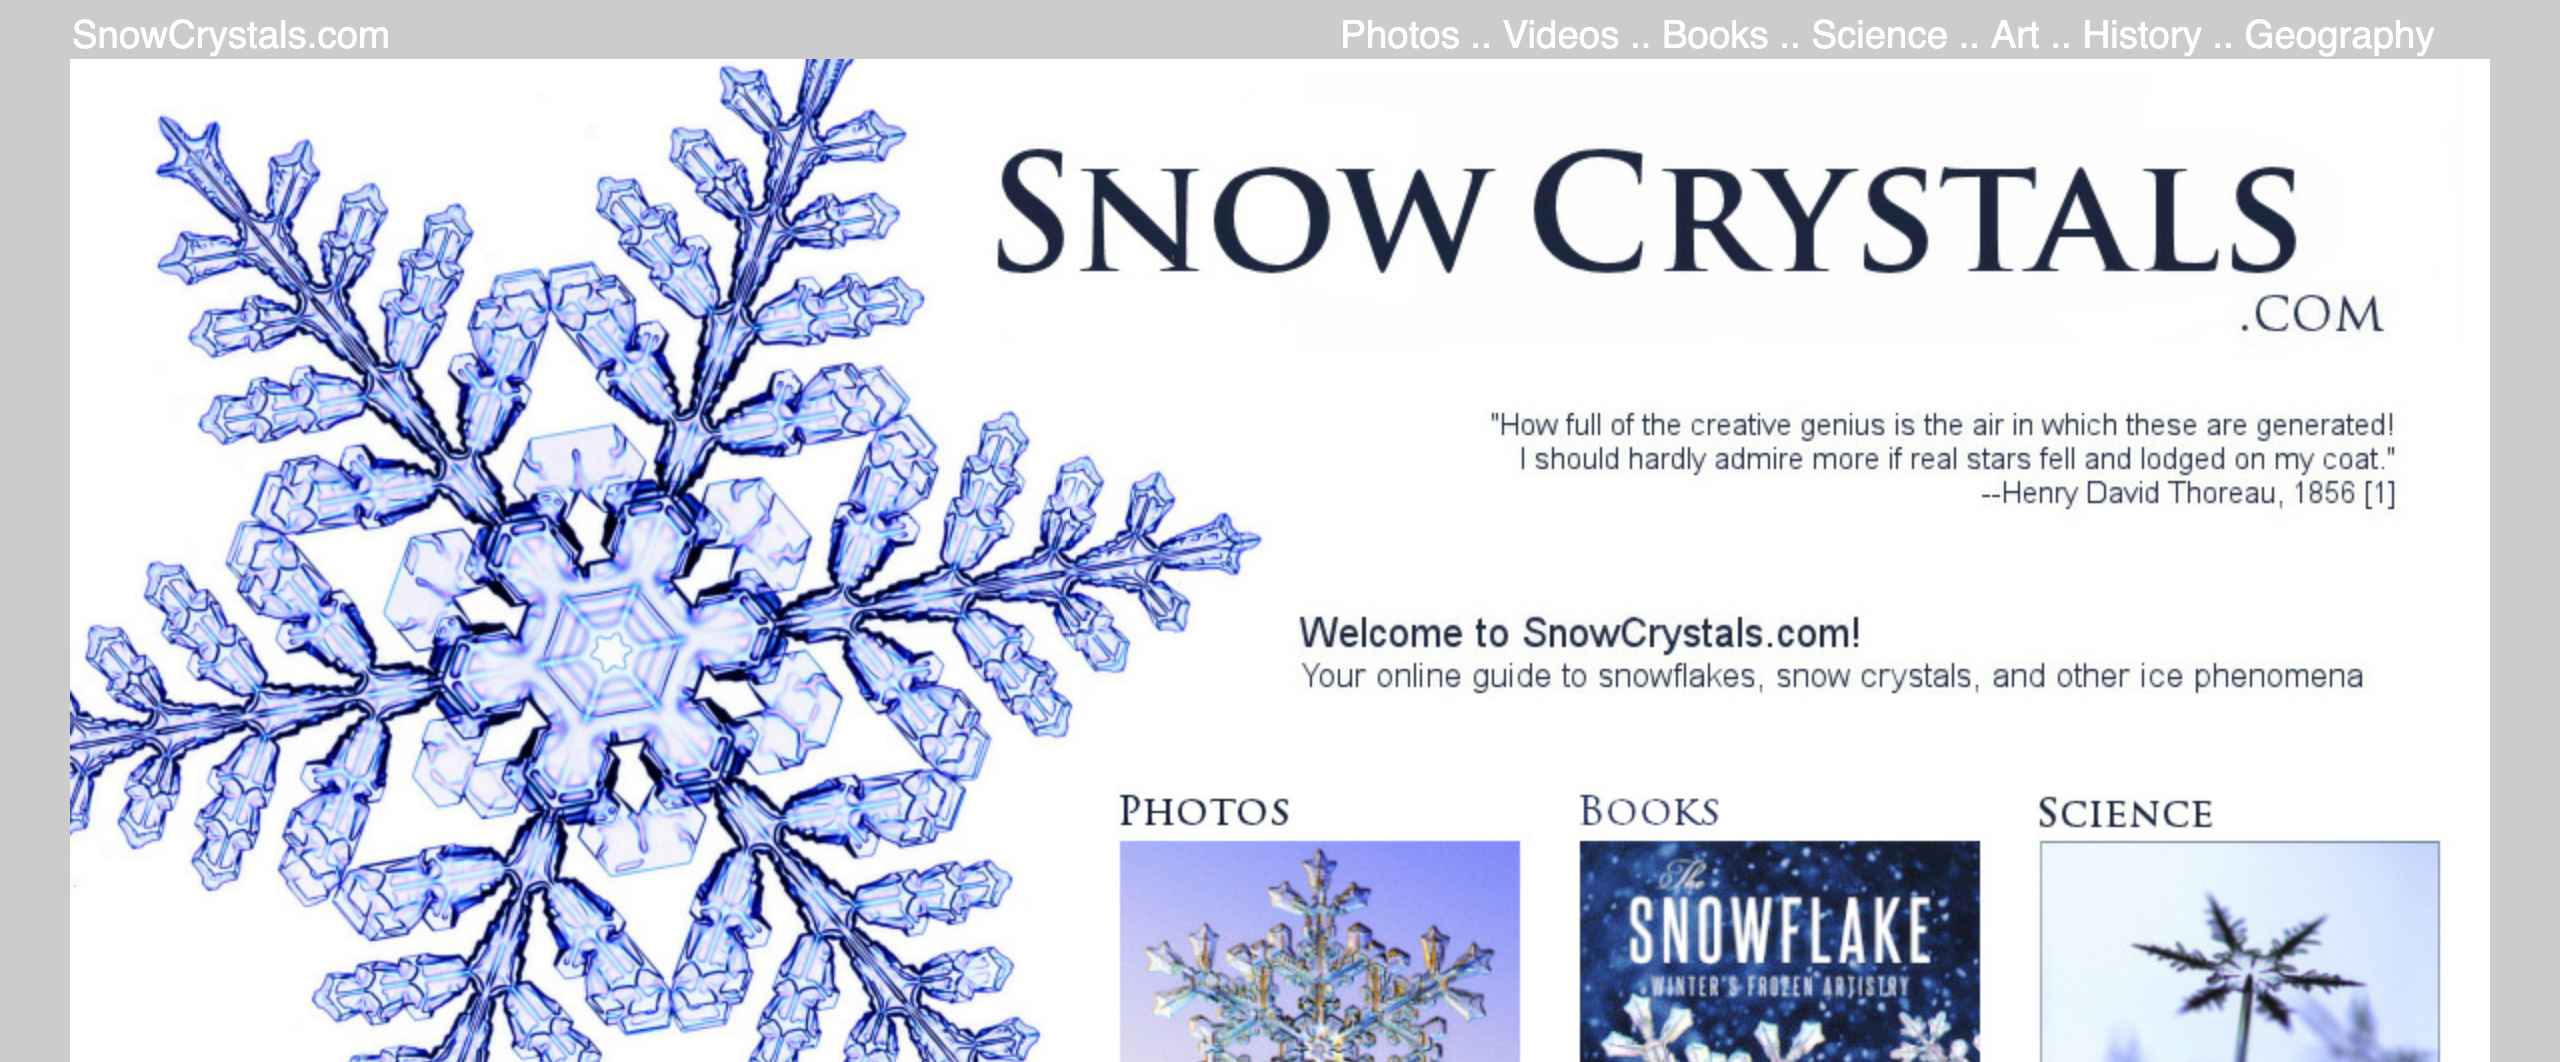 SnowCrystals.com
Photos .. Videos .. Books .. Science .. Art .. History .. Geography
SNOW CRYSTALS
.COM
"How full of the creative genius is the air in which these are generated!
I should hardly admire more if real stars fell and lodged on my coat."
--Henry David Thoreau, 1856 [1]
Welcome to SnowCrystals.com!
Your online guide to snowflakes, snow crystals, and other ice phenomena
PHOTOS
BOOKS
SCIENCE
The
SNOWFLAKE
WINTER'S FROZEN ARTISTRY